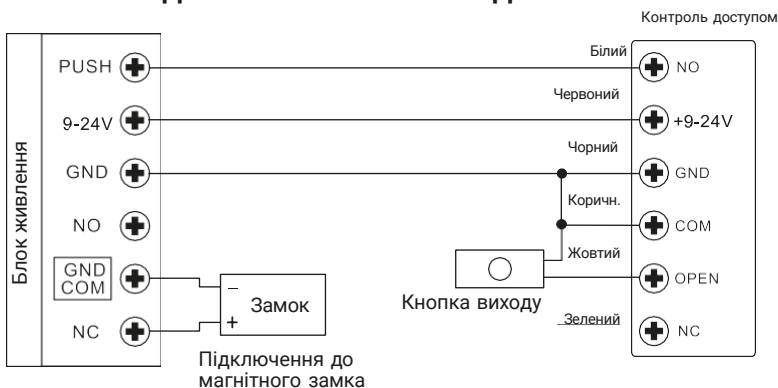 Контроль доступом
Білий
PUSH
NO
Червоний
9-24V
+9-24V
Чорний
GND
GND
Коричн.
NO
COM
Блок живлення
Жовтий
GND
COM
OPEN
Замок
Кнопка виходу
Зелений
NC
NC
Підключення до
магнітного замка